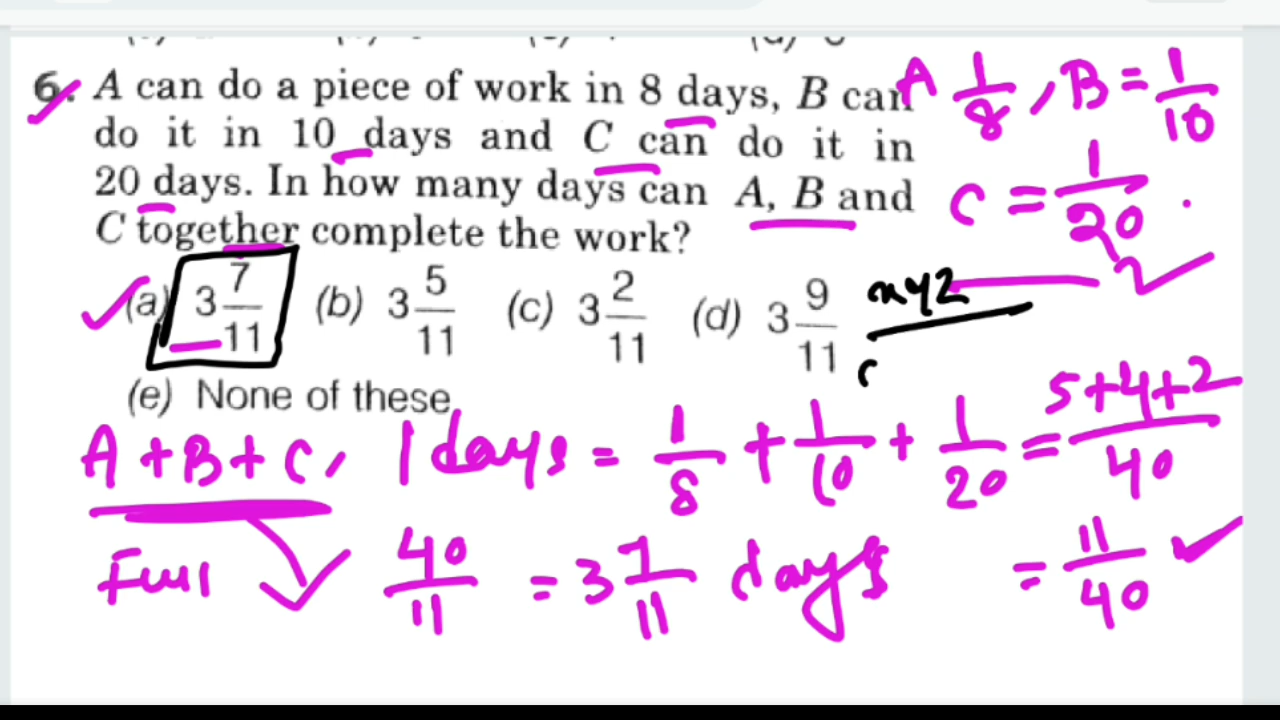 6. A can do a piece of work in 8 days, B can
do it in 10 days and C can do it in
20 days. In how many days can A, B and
C together complete the work?
(a) 3 7/11 (b) 3 5/11 (c) 3 2/11 (d) 3 9/11
(e) None of these
A 1/8, B = 1/10
C = 1/20
xyz
A + B + C, 1 days = 1/8 + 1/10 + 1/20 = 5+4+2/40
= 11/40
Full 40/11 = 3 7/11 days